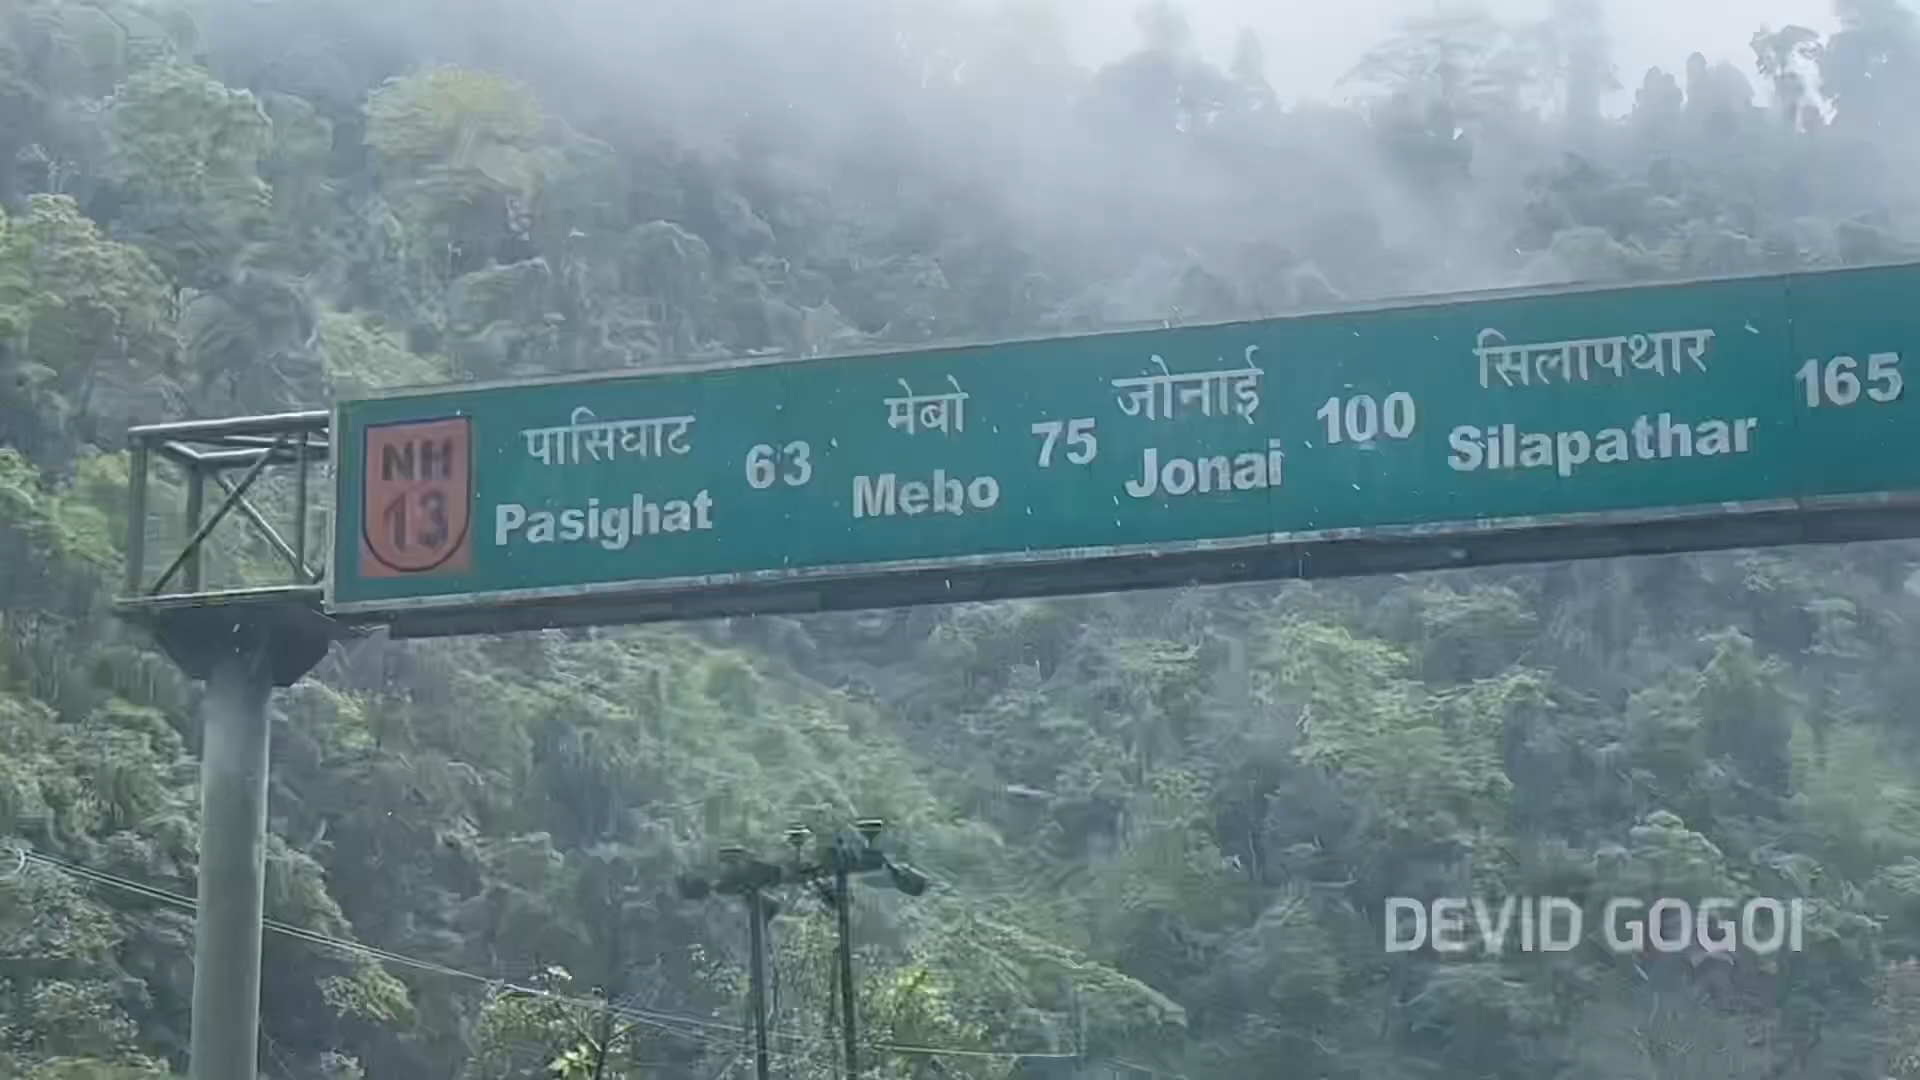 NH
13
पासिघाट
Pasighat
63
मेबो
Mebo
75
जोनाई
Jonai
100
सिलापथार
Silapathar
165
DEVID GOGOI